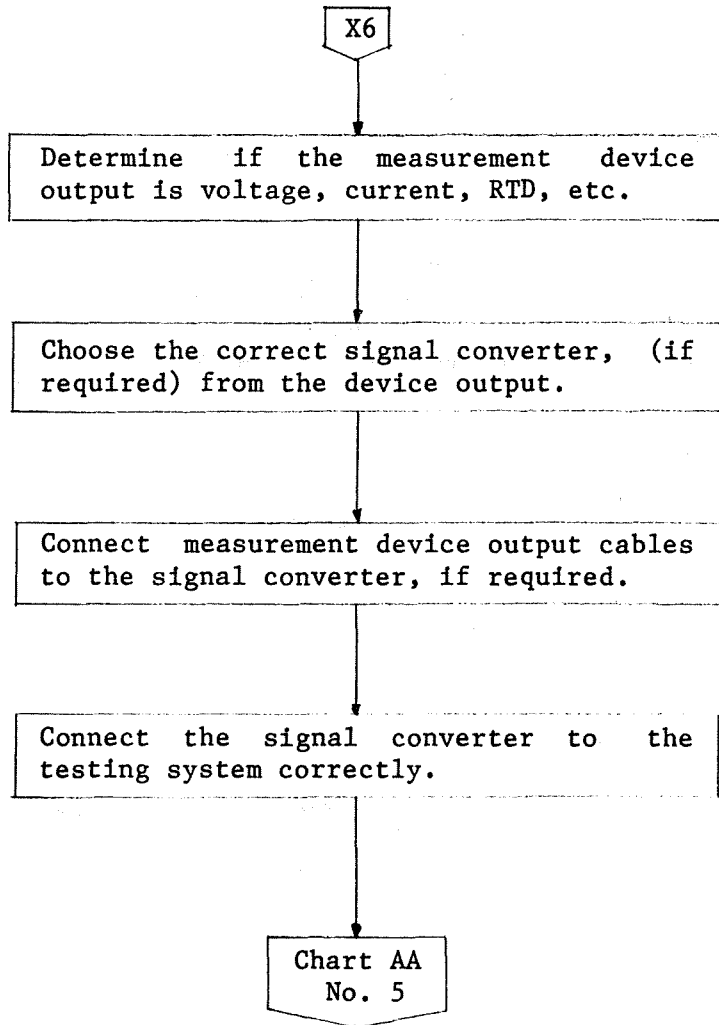 X6
Determine if the measurement device
output is voltage, current, RTD, etc.
Choose the correct signal converter, (if
required) from the device output.
Connect measurement device output cables
to the signal converter, if required.
Connect the signal converter to the
testing system correctly.
Chart AA
No. 5